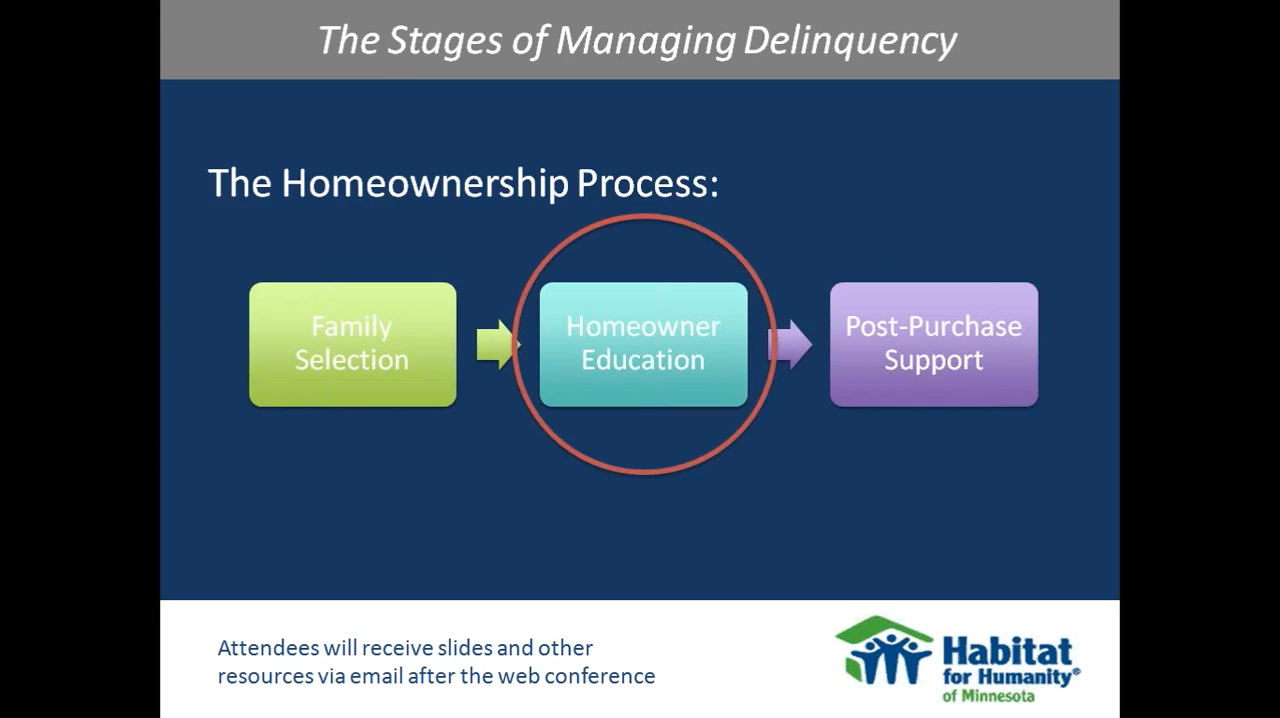 The Stages of Managing Delinquency
The Homeownership Process:
Family
Selection
Homeowner
Education
Post-Purchase
Support
Attendees will receive slides and other
resources via email after the web conference
Habitat
for Humanity®
of Minnesota